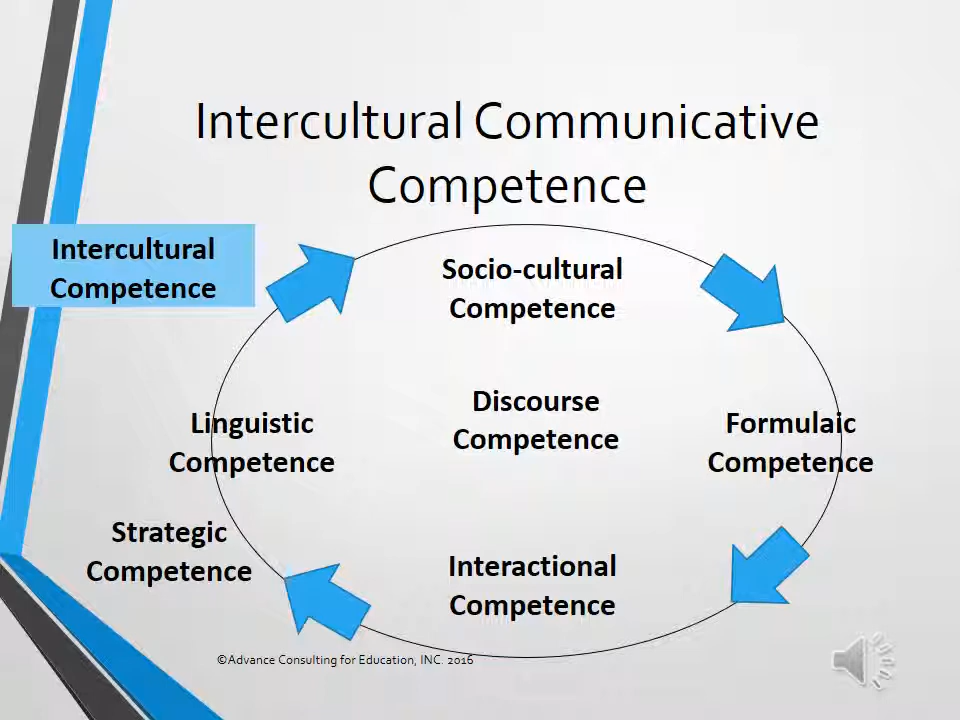 Intercultural Communicative
Competence
Intercultural
Competence
Socio-cultural
Competence
Discourse
Competence
Linguistic
Competence
Formulaic
Competence
Strategic
Competence
Interactional
Competence
©Advance Consulting for Education, INC. 2016